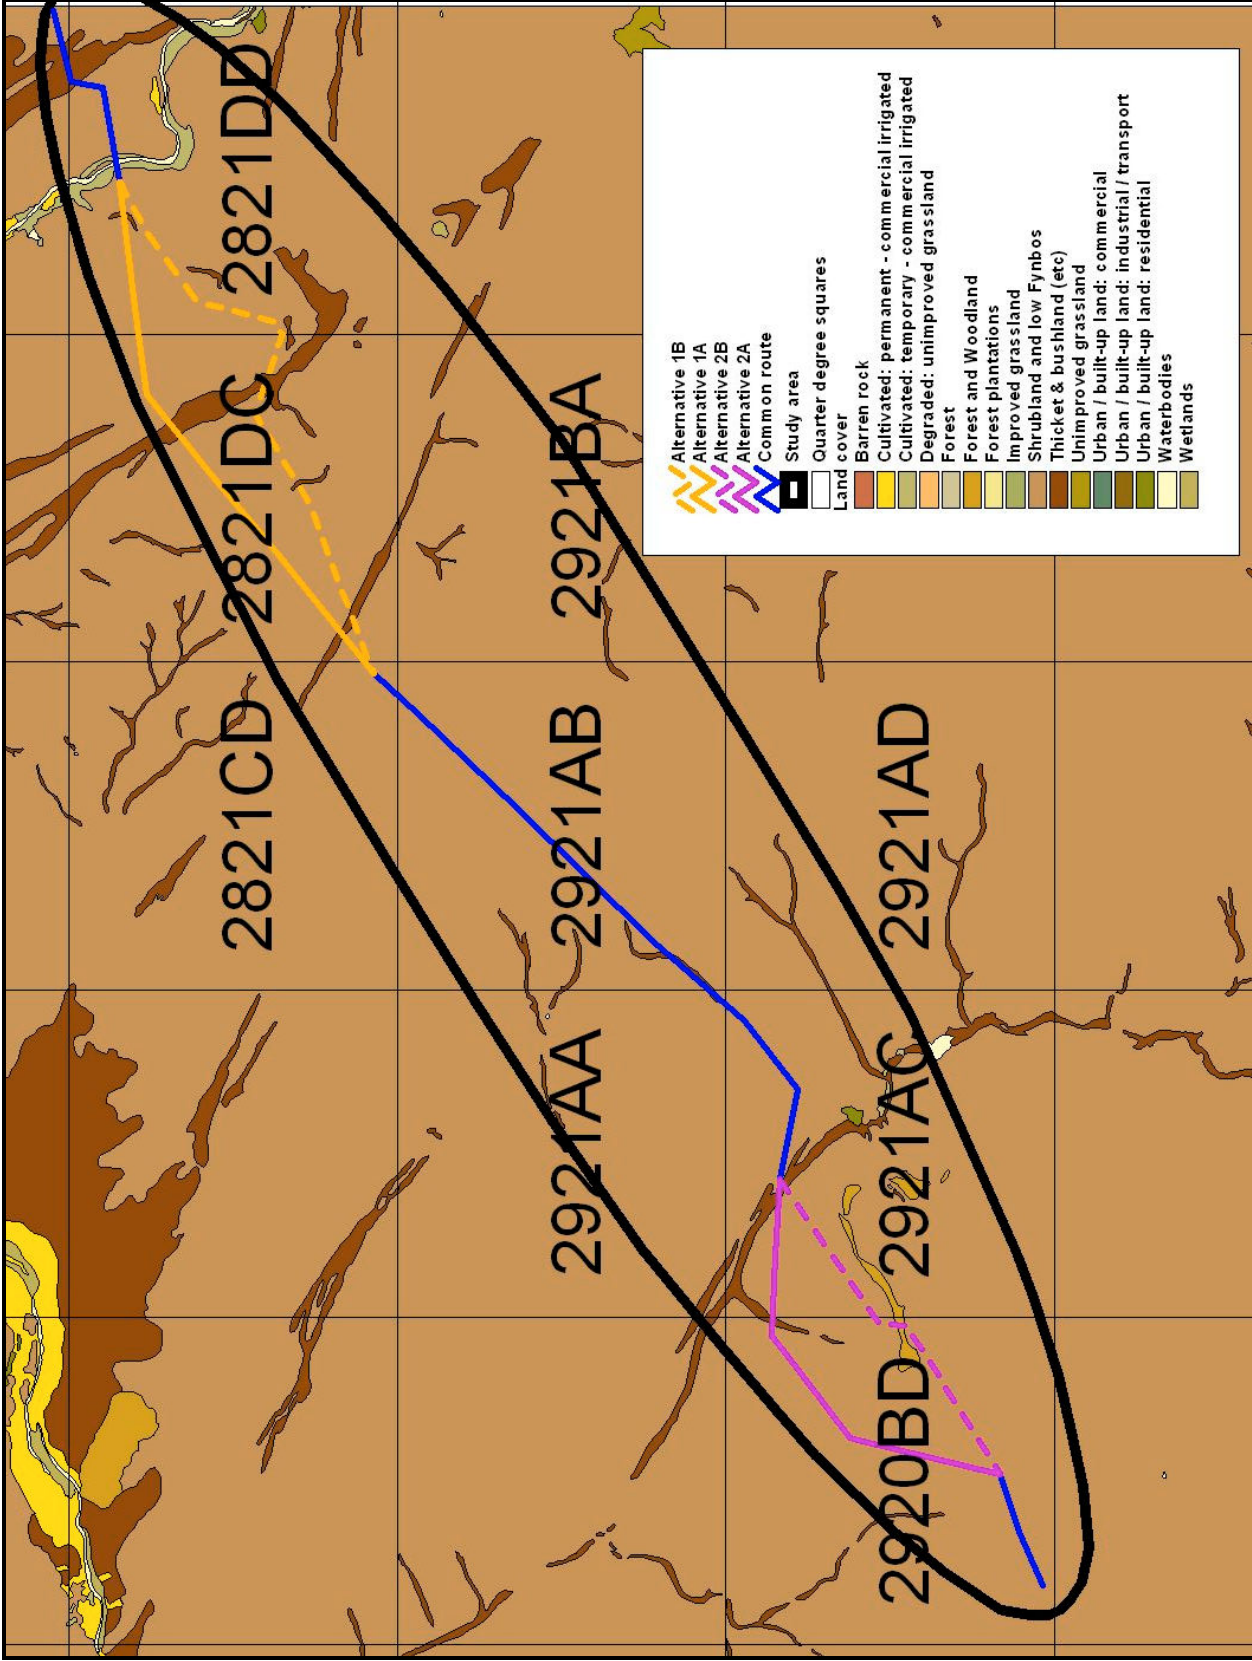 2821CD
2821DC
2821DD
2921AA
2921AB
2921BA
2920BD
2921AC
2921AD
Alternative 1B
Alternative 1A
Alternative 2B
Alternative 2A
Common route
Study area
Quarter degree squares
Land cover
Barren rock
Cultivated: permanent - commercial irrigated
Cultivated: temporary - commercial irrigated
Degraded: unimproved grassland
Forest
Forest and Woodland
Forest plantations
Improved grassland
Shrubland and low Fynbos
Thicket & bushland (etc)
Unimproved grassland
Urban / built-up land: commercial
Urban / built-up land: industrial / transport
Urban / built-up land: residential
Waterbodies
Wetlands